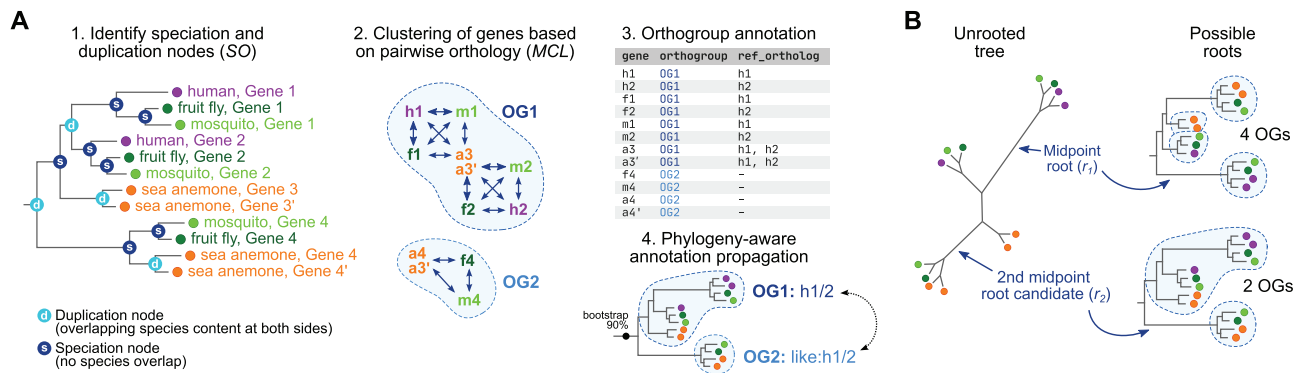 A
1. Identify speciation and
duplication nodes (SO)
human, Gene 1
fruit fly, Gene 1
mosquito, Gene 1
human, Gene 2
fruit fly, Gene 2
mosquito, Gene 2
sea anemone, Gene 3
sea anemone, Gene 3'
mosquito, Gene 4
fruit fly, Gene 4
sea anemone, Gene 4
sea anemone, Gene 4'
s
s
d
s
s
s
d
d
s
s
d
d Duplication node
(overlapping species content at both sides)
s Speciation node
(no species overlap)
2. Clustering of genes based
on pairwise orthology (MCL)
OG1
h1 m1
f1 a3
a3' m2
f2 h2
a4 f4
a3'
m4
OG2
3. Orthogroup annotation
gene orthogroup ref_ortholog
h1 OG1 h1
h2 OG1 h2
f1 OG1 h1
f2 OG1 h2
m1 OG1 h1
m2 OG1 h2
a3 OG1 h1, h2
a3' OG1 h1, h2
f4 OG2 –
m4 OG2 –
a4 OG2 –
a4' OG2 –
4. Phylogeny-aware
annotation propagation
bootstrap
90%
OG1: h1/2
OG2: like:h1/2
B
Unrooted
tree
Possible
roots
Midpoint
root (r1)
4 OGs
2nd midpoint
root candidate (r2)
2 OGs